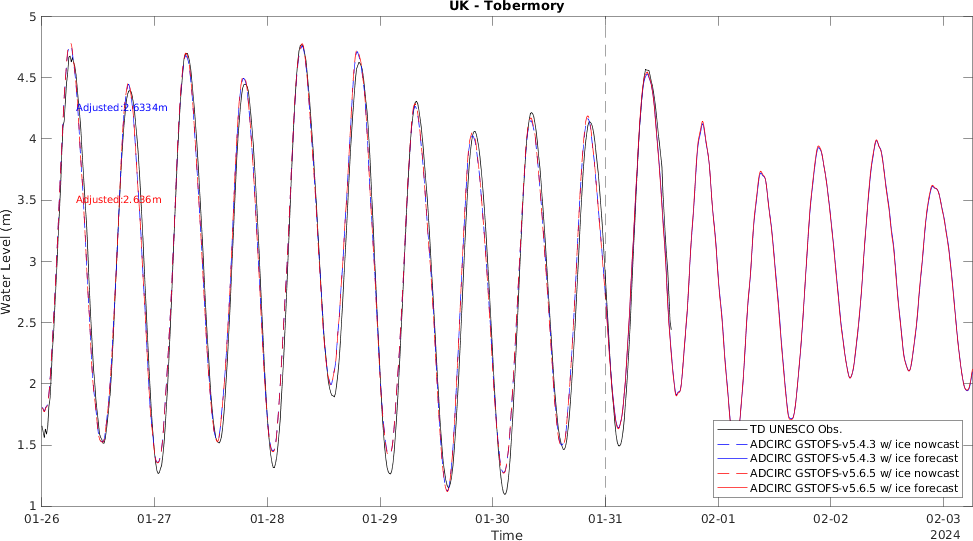 UK - Tobermory
5
4.5
4
3.5
3
2.5
2
1.5
1
Water Level (m)
Adjusted:2.6334m
Adjusted:2.636m
TD UNESCO Obs.
ADCIRC GSTOFS-v5.4.3 w/ ice nowcast
ADCIRC GSTOFS-v5.4.3 w/ ice forecast
ADCIRC GSTOFS-v5.6.5 w/ ice nowcast
ADCIRC GSTOFS-v5.6.5 w/ ice forecast
01-26 01-27 01-28 01-29 01-30 01-31 02-01 02-02 02-03
Time
2024